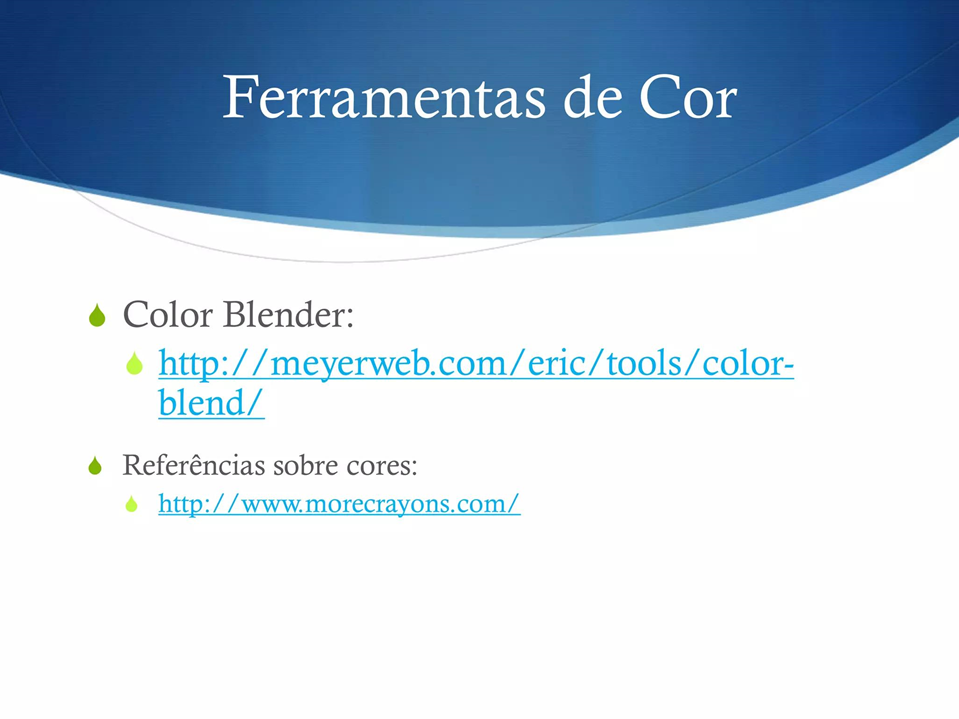 Ferramentas de Cor
Color Blender:
http://meyerweb.com/eric/tools/color-
blend/
Referências sobre cores:
http://www.morecrayons.com/